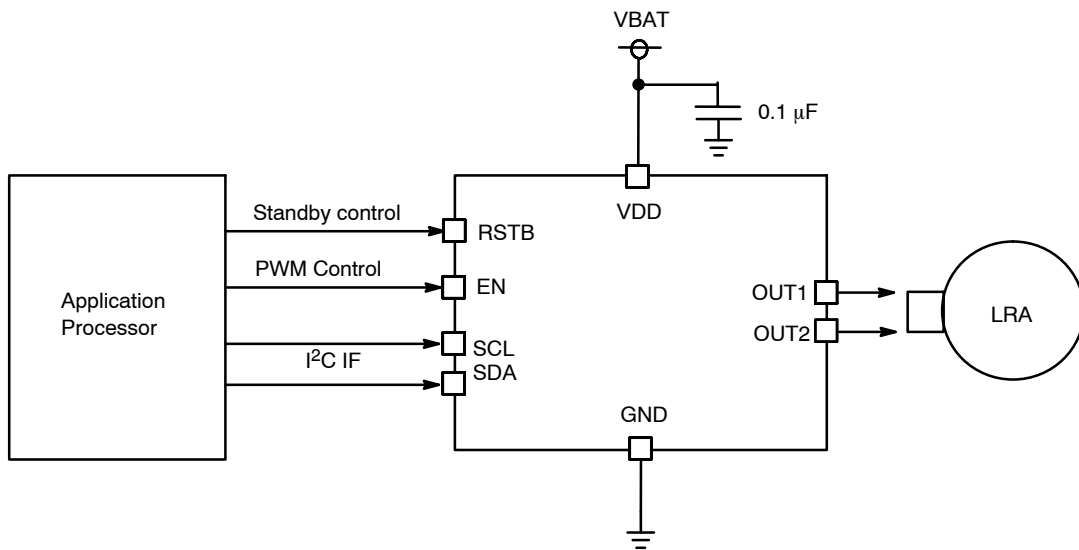 VBAT
0.1 μF
VDD
Standby control
RSTB
PWM Control
EN
Application
Processor
I²C IF
SCL
SDA
OUT1
OUT2
LRA
GND